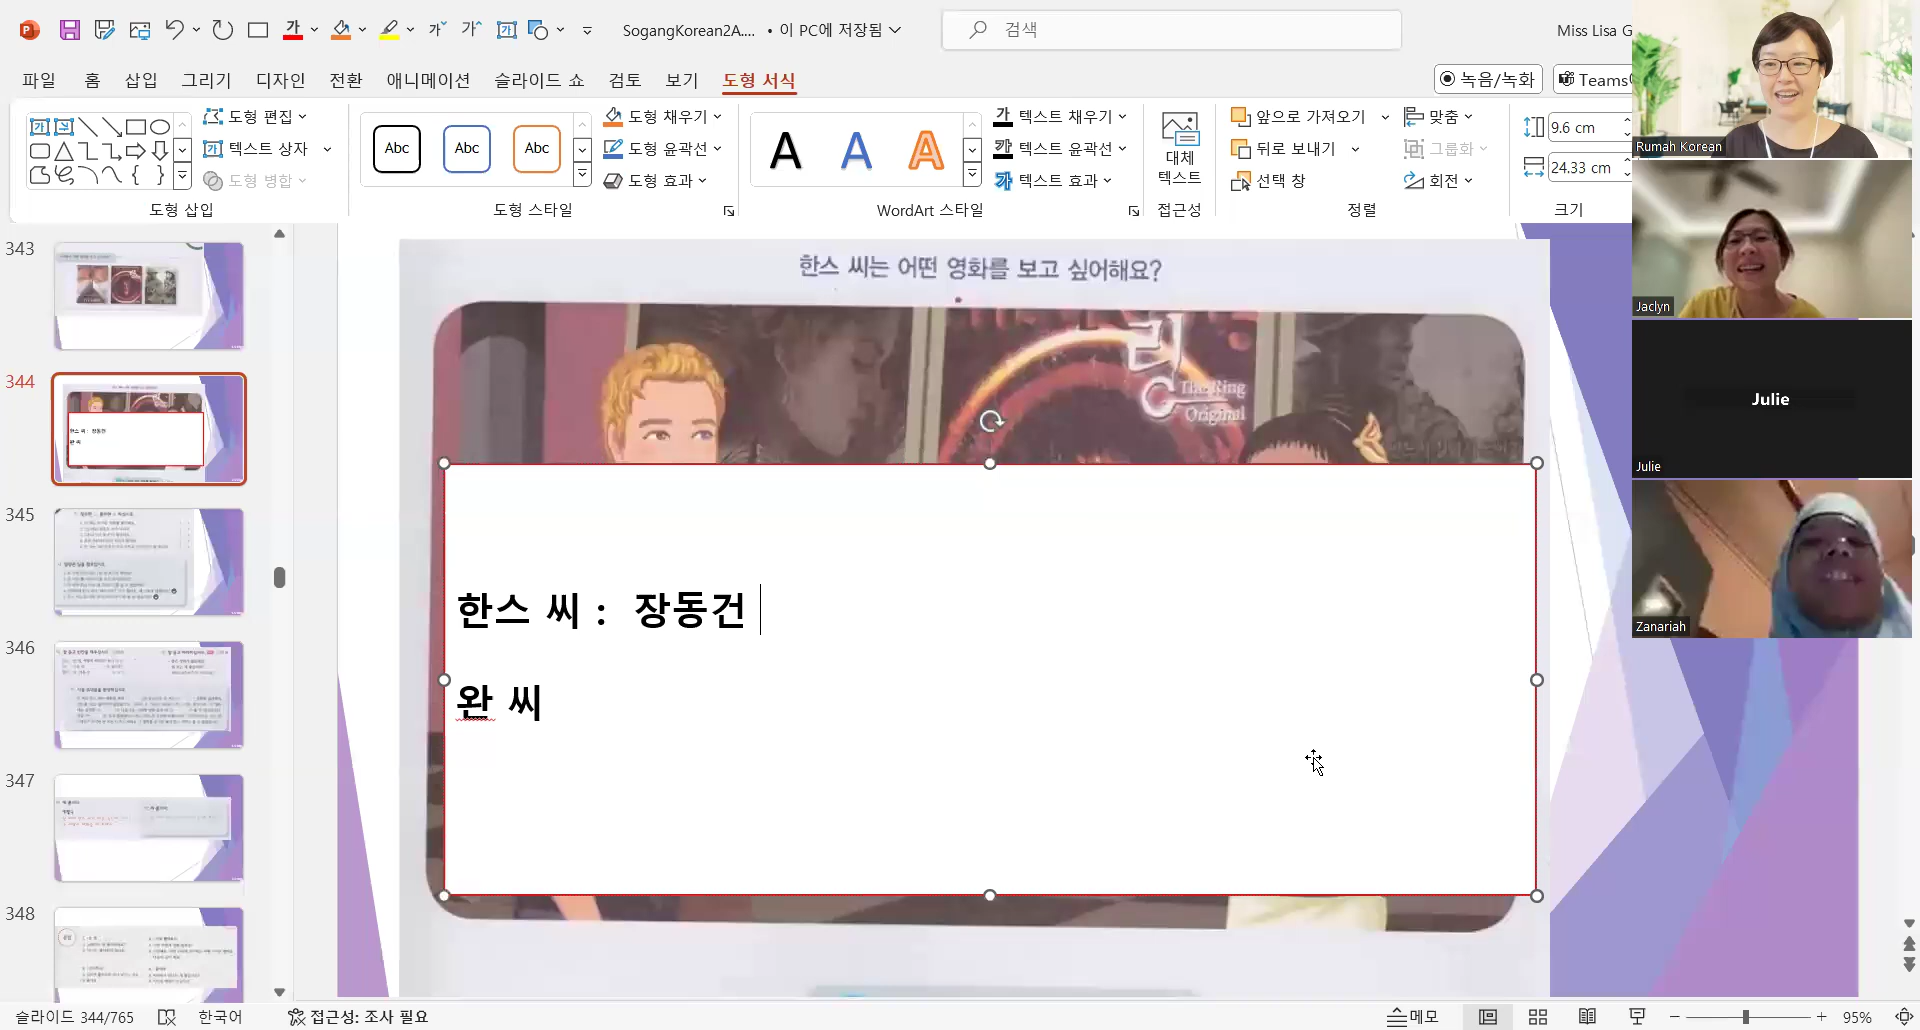 SogangKorean2A.... • 이 PC에 저장됨
검색
Miss Lisa G
파일 홈 삽입 그리기 디자인 전환 애니메이션 슬라이드 쇼 검토 보기 도형 서식
녹음/녹화
Teams
도형 편집
텍스트 상자
도형 병합
도형 삽입
Abc Abc Abc
도형 채우기
도형 윤곽선
도형 효과
도형 스타일
A A A
텍스트 채우기
텍스트 윤곽선
텍스트 효과
WordArt 스타일
대체
텍스트
접근성
앞으로 가져오기
뒤로 보내기
선택 창
맞춤
그룹화
회전
정렬
9.6 cm
24.33 cm
크기
Rumah Korean
Jaclyn
Julie
Julie
Zanariah
343
344
345
346
347
348
한스 씨는 어떤 영화를 보고 싶어해요?
링
The Ring
Original
한스 씨 : 장동건
완 씨
슬라이드 344/765
한국어
접근성: 조사 필요
메모
95%